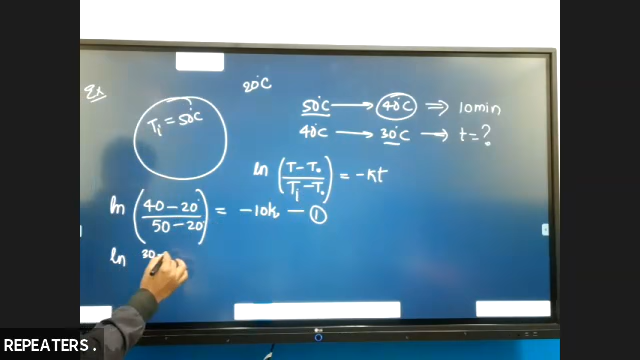 Ex
20°C
Ti = 50°C
50°C → 40°C ⇒ 10min
40°C → 30°C → t = ?
ln (T - T₀ / Ti - T₀) = -kt
ln (40 - 20° / 50 - 20) = -10k - ①
ln 30 -
LG
REPEATERS.